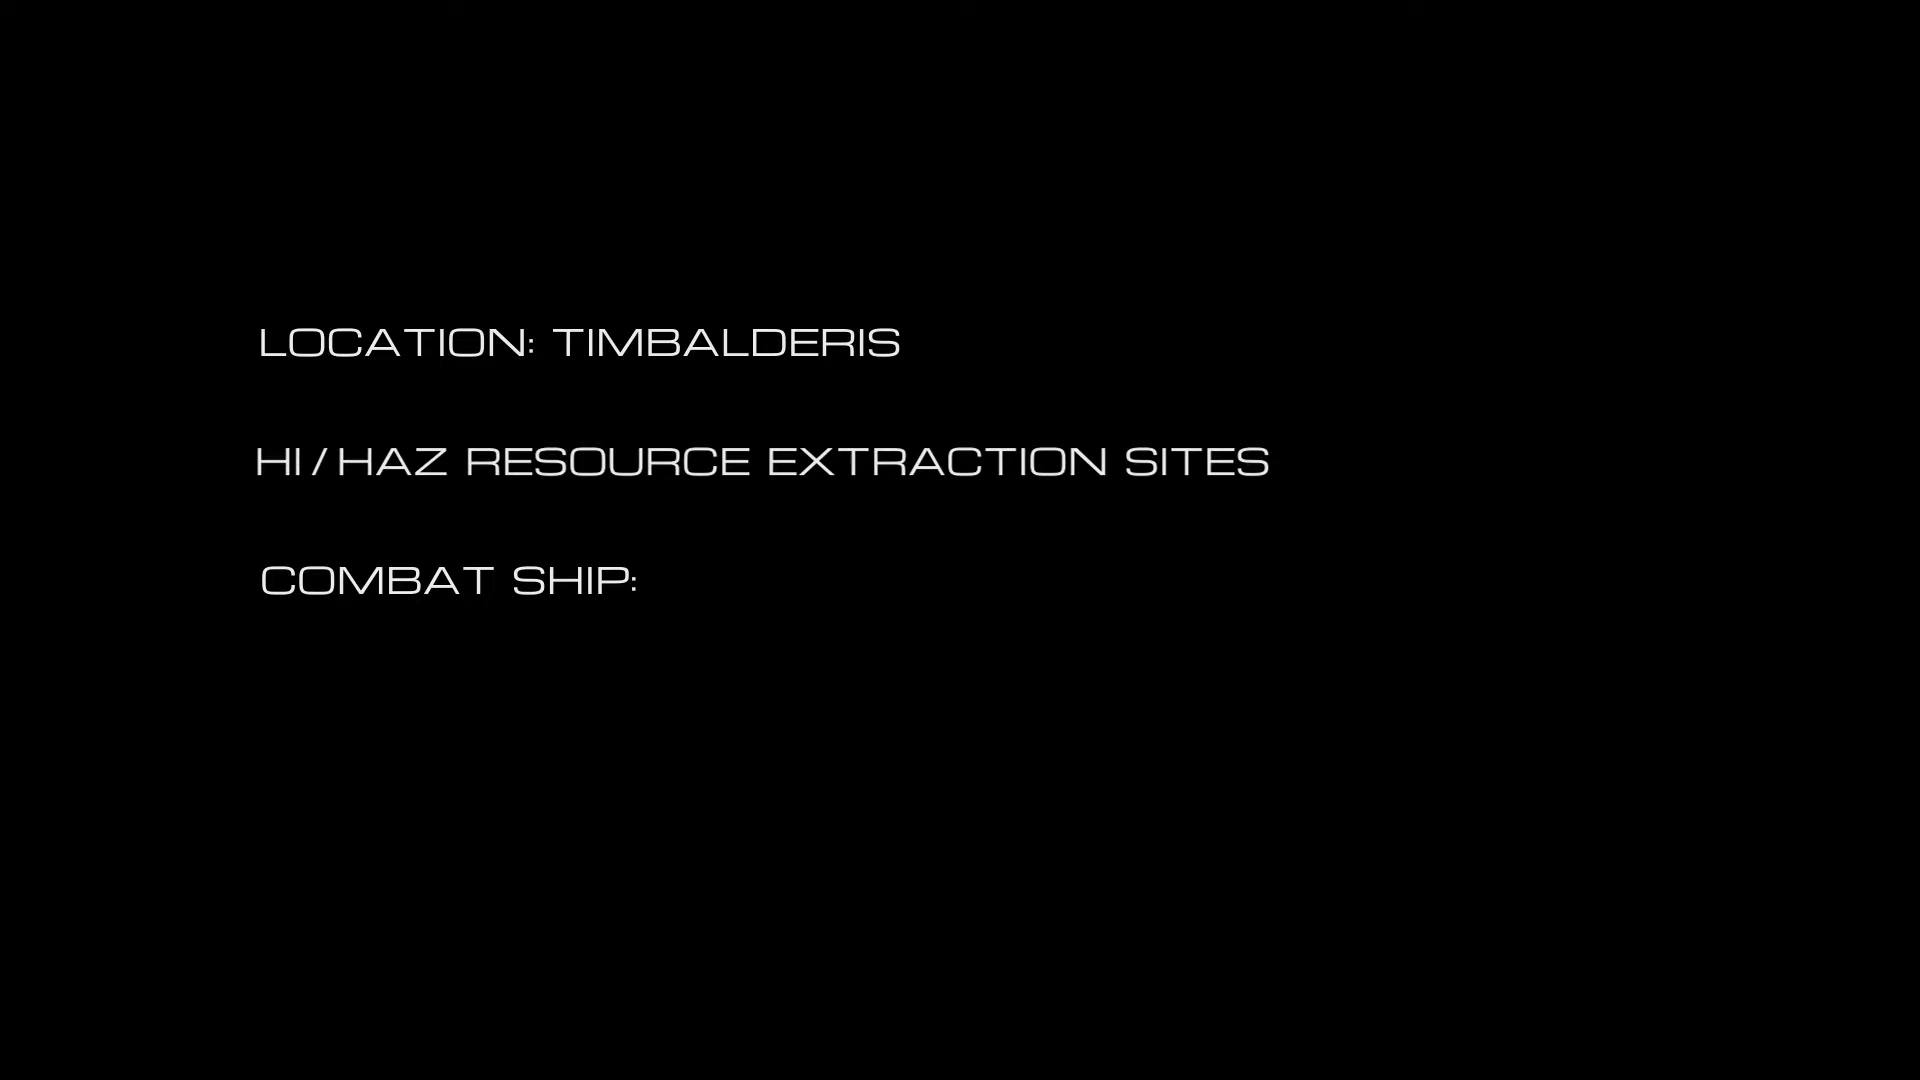 LOCATION: TIMBALDERIS
HI/HAZ RESOURCE EXTRACTION SITES
COMBAT SHIP: